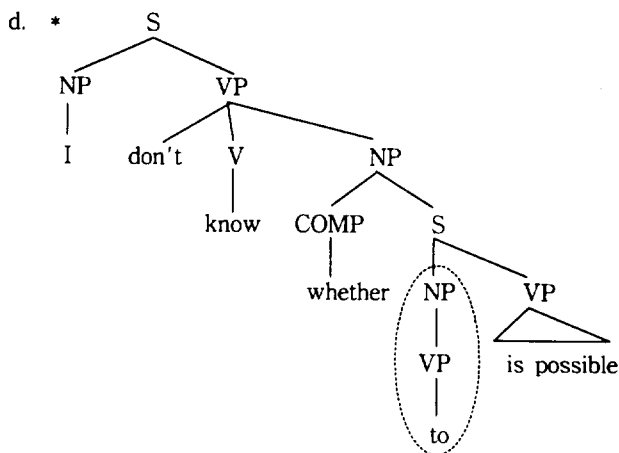 d. * S
NP VP
I don't V NP
know COMP S
whether NP VP
VP is possible
to